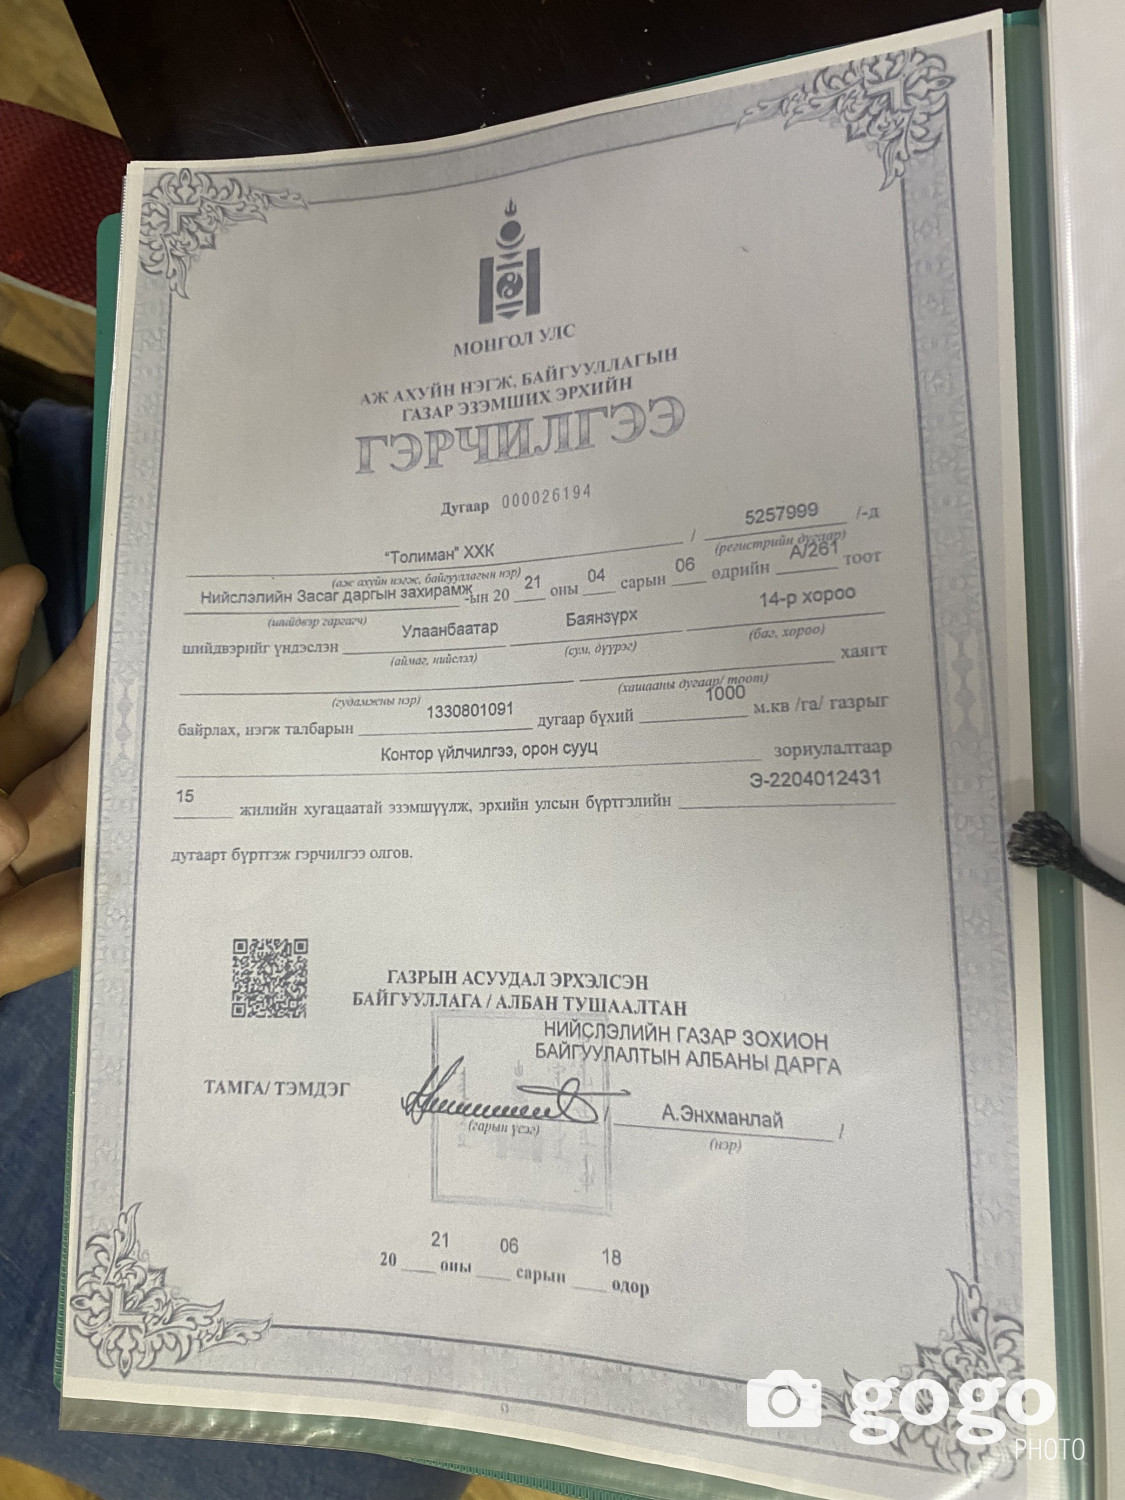 МОНГОЛ УЛС
АЖ АХУЙН НЭГЖ, БАЙГУУЛЛАГЫН
ГАЗАР ЭЗЭМШИХ ЭРХИЙН
ГЭРЧИЛГЭЭ
Дугаар 000026194
"Толиман" ХХК / 5257999 /-д
(аж ахуйн нэгж, байгууллагын нэр) (регистрийн дугаар)
Нийслэлийн Засаг даргын захирамж -ын 20 21 оны 04 сарын 06 өдрийн А/261 тоот
(шийдвэр гаргагч)
шийдвэрийг үндэслэн Улаанбаатар Баянзүрх 14-р хороо
(аймаг, нийслэл) (сум, дүүрэг) (баг, хороо)
хаягт
(гудамжны нэр) (хашааны дугаар/ тоот)
байрлах, нэгж талбарын 1330801091 дугаар бүхий 1000 м.кв /га/ газрыг
Контор үйлчилгээ, орон сууц зориулалтаар
15 жилийн хугацаатай эзэмшүүлж, эрхийн улсын бүртгэлийн Э-2204012431
дугаарт бүртгэж гэрчилгээ олгов.
ГАЗРЫН АСУУДАЛ ЭРХЭЛСЭН
БАЙГУУЛЛАГА / АЛБАН ТУШААЛТАН
НИЙСЛЭЛИЙН ГАЗАР ЗОХИОН
БАЙГУУЛАЛТЫН АЛБАНЫ ДАРГА
ТАМГА/ ТЭМДЭГ / А.Энхманлай /
(гарын үсэг) (нэр)
20 21 оны 06 сарын 18 өдөр
gogo
PHOTO